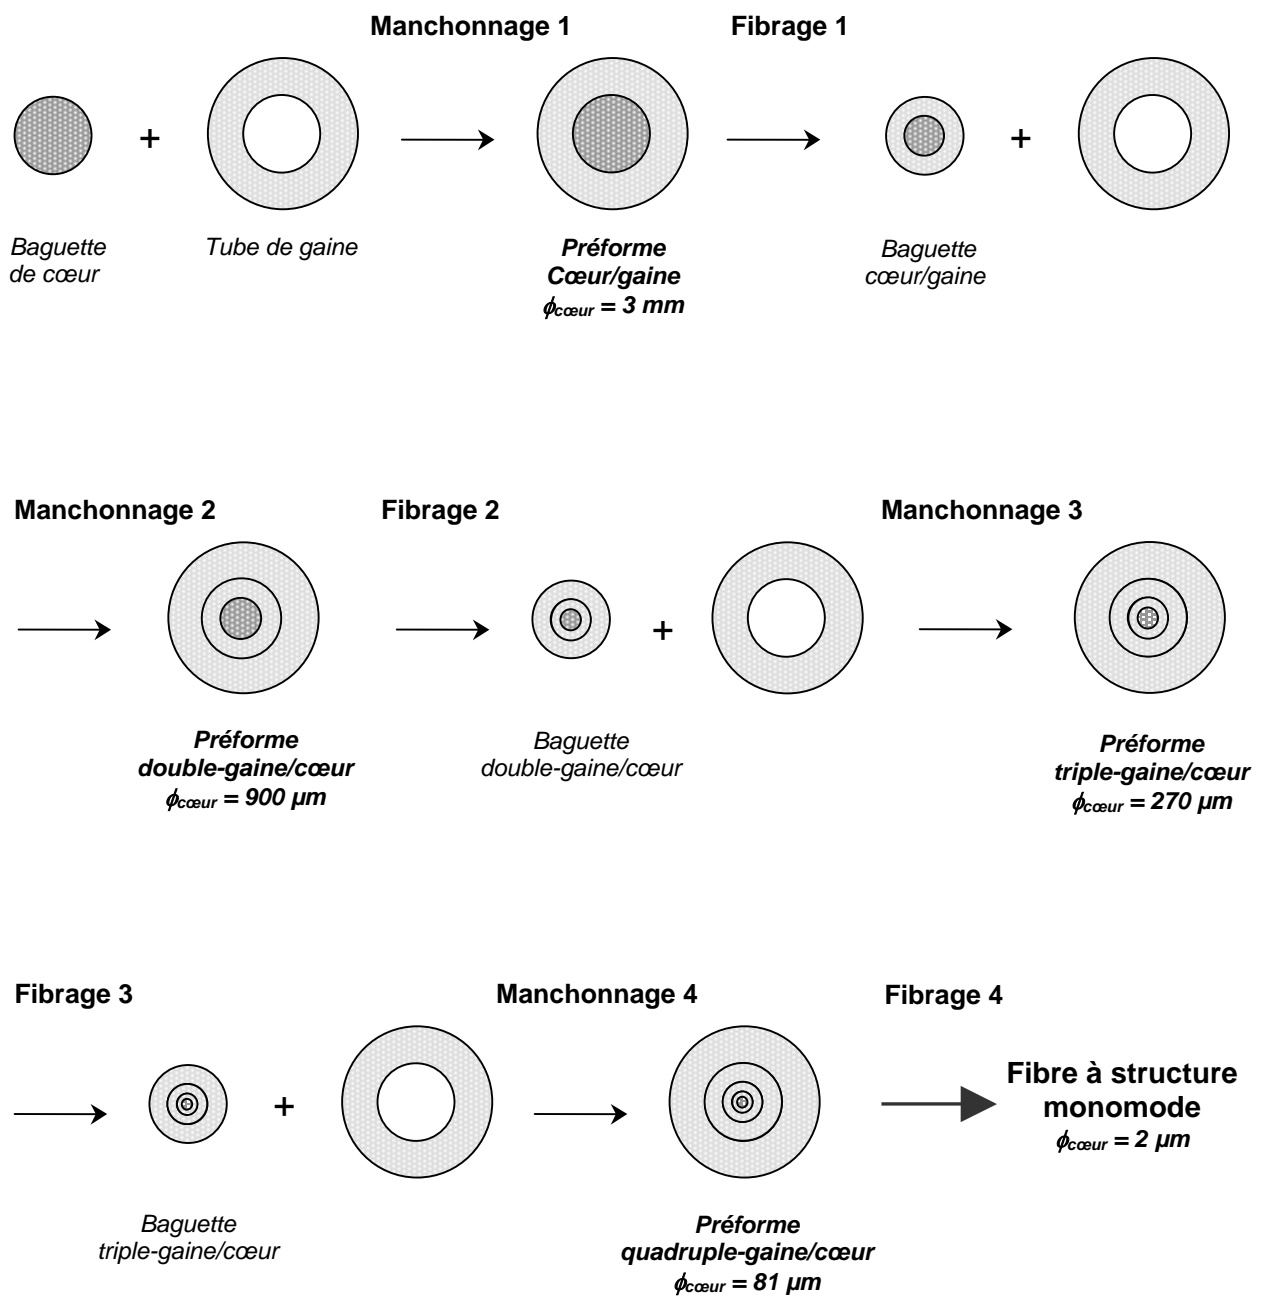 Manchonnage 1 Fibrage 1
+ +
Baguette
de cœur
Tube de gaine
Préforme
Cœur/gaine
ϕcœur = 3 mm
Baguette
cœur/gaine
Manchonnage 2 Fibrage 2 Manchonnage 3
+
Préforme
double-gaine/cœur
ϕcœur = 900 µm
Baguette
double-gaine/cœur
Préforme
triple-gaine/cœur
ϕcœur = 270 µm
Fibrage 3 Manchonnage 4 Fibrage 4
+
Fibre à structure
monomode
ϕcœur = 2 µm
Baguette
triple-gaine/cœur
Préforme
quadruple-gaine/cœur
ϕcœur = 81 µm